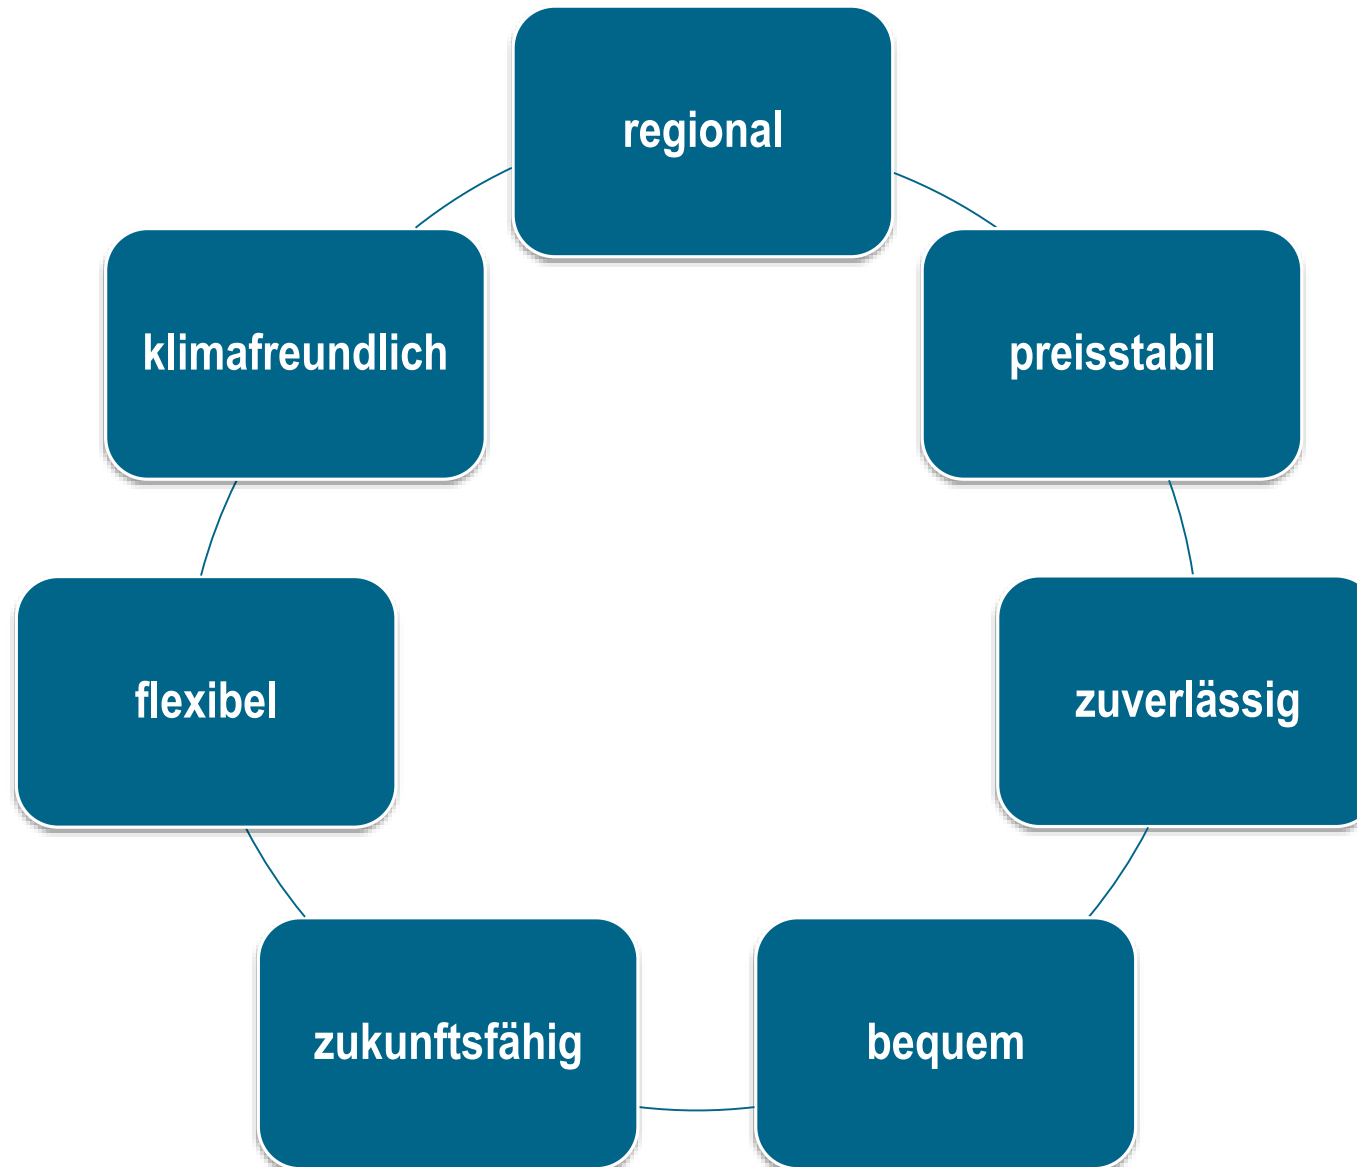 regional
preisstabil
zuverlässig
bequem
zukunftsfähig
flexibel
klimafreundlich